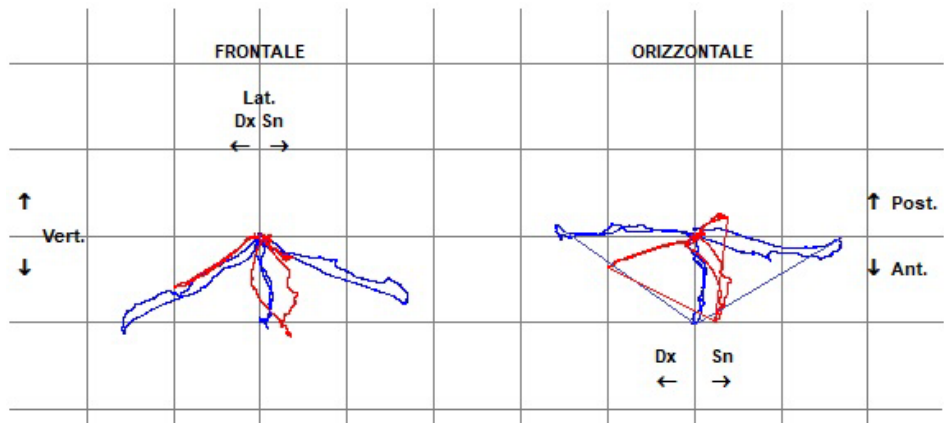 FRONTALE
ORIZZONTALE
Lat.
Dx Sn
← →
↑
Vert.
↓
↑ Post.
↓ Ant.
Dx Sn
← →